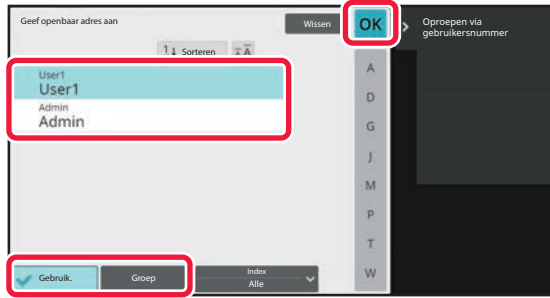 Geef openbaar adres aan
Wissen
OK
Oproepen via
gebruikersnummer
Sorteren
User1
User1
Admin
Admin
A
D
G
J
M
P
T
W
Gebruik.
Groep
Index
Alle